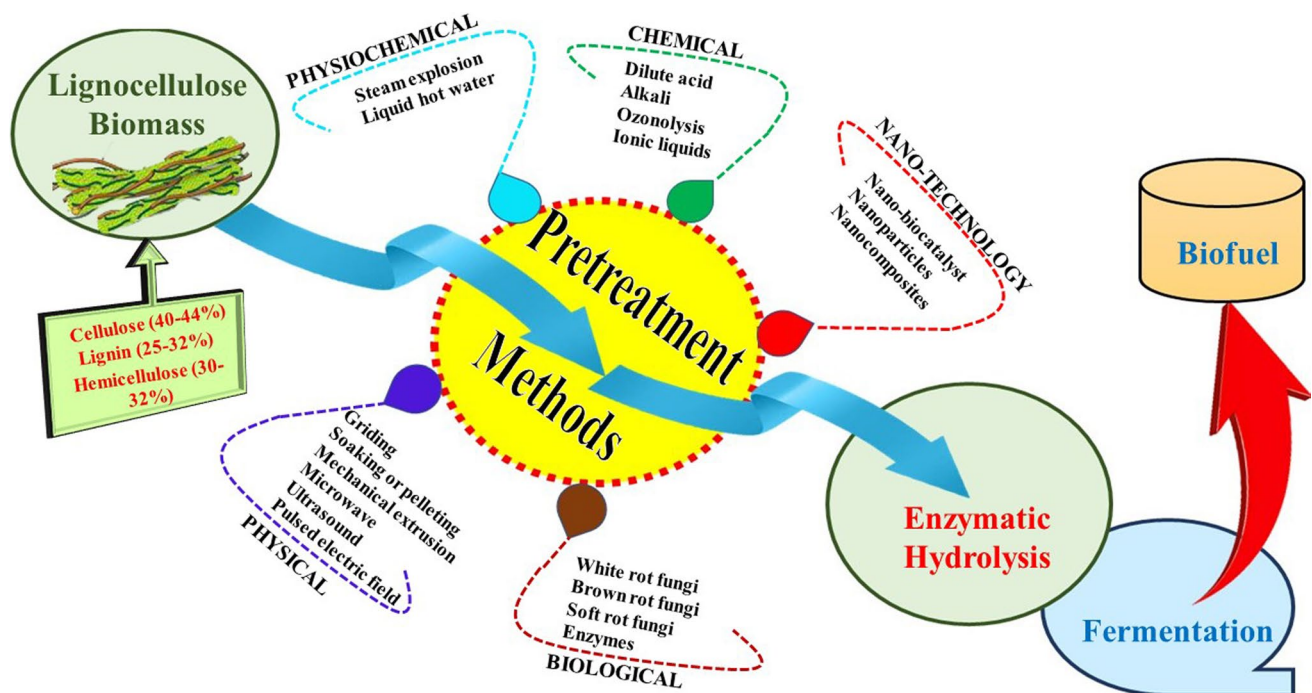 Lignocellulose
Biomass
Cellulose (40-44%)
Lignin (25-32%)
Hemicellulose (30-
32%)
PHYSIOCHEMICAL
Steam explosion
Liquid hot water
CHEMICAL
Dilute acid
Alkali
Ozonolysis
Ionic liquids
NANO-TECHNOLOGY
Nano-biocatalyst
Nanoparticles
Nanocomposites
Pretreatment
Methods
Griding
Soaking or pelleting
Mechanical extrusion
Microwave
Ultrasound
Pulsed electric field
PHYSICAL
White rot fungi
Brown rot fungi
Soft rot fungi
Enzymes
BIOLOGICAL
Enzymatic
Hydrolysis
Fermentation
Biofuel